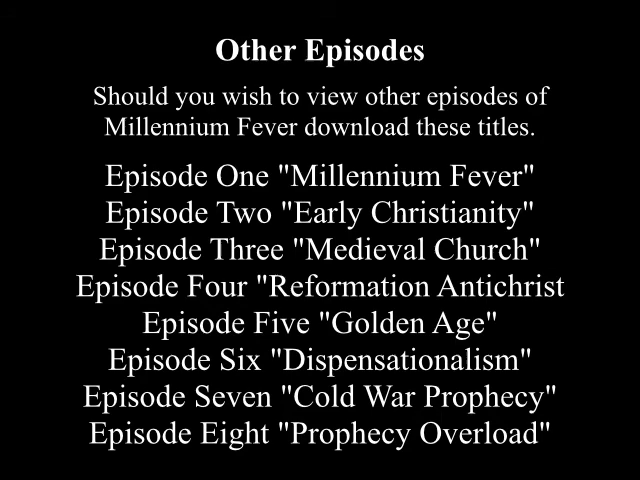 Other Episodes
Should you wish to view other episodes of
Millennium Fever download these titles.
Episode One "Millennium Fever"
Episode Two "Early Christianity"
Episode Three "Medieval Church"
Episode Four "Reformation Antichrist
Episode Five "Golden Age"
Episode Six "Dispensationalism"
Episode Seven "Cold War Prophecy"
Episode Eight "Prophecy Overload"